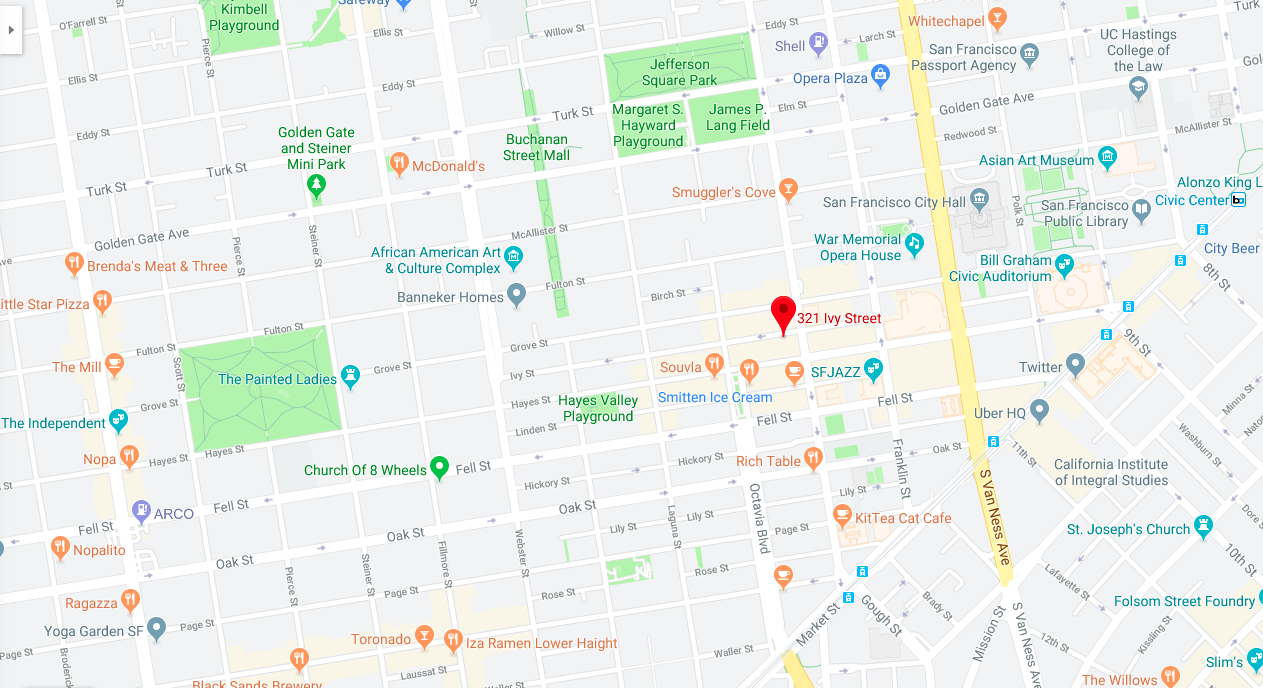 O'Farrell St
Kimbell
Playground
Safeway
Ellis St
Willow St
Larch St
Whitechapel
Turk St
UC Hastings
College of
the Law
Shell
San Francisco
Passport Agency
Pierce St
Jefferson
Square Park
Ellis St
Eddy St
Opera Plaza
Golden Gate Ave
Elm St
Turk St
Margaret S.
Hayward
Playground
James P.
Lang Field
Redwood St
McAllister St
Eddy St
Golden Gate
and Steiner
Mini Park
Buchanan
Street Mall
McDonald's
Asian Art Museum
Turk St
Smuggler's Cove
San Francisco City Hall
Polk St
San Francisco
Public Library
Alonzo King L
Civic Center
ba
Golden Gate Ave
Pierce St
Steiner St
McAllister St
War Memorial
Opera House
City Beer
African American Art
& Culture Complex
Brenda's Meat & Three
Bill Graham
Civic Auditorium
8th St
Fulton St
Banneker Homes
Birch St
ittle Star Pizza
321 Ivy Street
Fulton St
Fulton St
Grove St
9th St
The Mill
Scott St
Grove St
Ivy St
Souvla
SFJAZZ
Twitter
The Painted Ladies
Smitten Ice Cream
Minna St
Grove St
Hayes St
Hayes Valley
Playground
Fell St
Uber HQ
The Independent
Linden St
Fell St
Washburn St
Natom
Nopa
Hayes St
Hayes St
Church Of 8 Wheels
Fell St
Hickory St
Rich Table
Oak St
11th St
Franklin St
California Institute
of Integral Studies
Hickory St
Lily St
S Van Ness Ave
Octavia Blvd
ARCO
Fell St
Oak St
Lily St
Laguna St
Page St
KitTea Cat Cafe
Dore St
St. Joseph's Church
Nopalito
Oak St
Fillmore St
Webster St
10th St
Oak St
Steiner St
Pierce St
Rose St
Lafayette St
Page St
Rose St
Ragazza
Gough St
Brady St
Folsom Street Foundry
Yoga Garden SF
Page St
Market St
Mission St
S Van Ness Ave
12th St
Kissling St
Toronado
Iza Ramen Lower Haight
Broderick
Waller St
Slim's
Laussat St
Black Sands Brewery
Waller St
The Willows